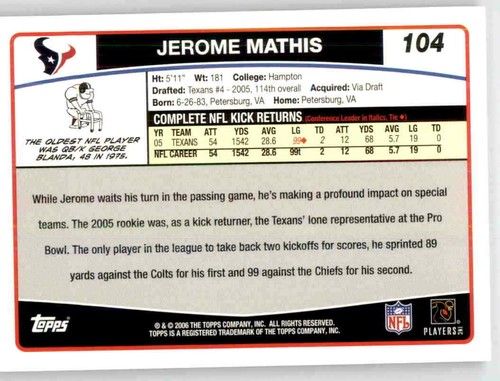 JEROME MATHIS
104
Ht: 5'11" Wt: 181 College: Hampton
Drafted: Texans #4 - 2005, 114th overall Acquired: Via Draft
Born: 6-26-83, Petersburg, VA Home: Petersburg, VA
THE OLDEST NFL PLAYER
WAS QB/K GEORGE
BLANDA, 48 IN 1975.
COMPLETE NFL KICK RETURNS (Conference Leader in Italics, Tie ♦)
YR TEAM ATT YDS AVG LG TD ATT YDS AVG LG TD
05 TEXANS 54 1542 28.6 99♦ 2 12 68 5.7 19 0
NFL CAREER 54 1542 28.6 99t 2 12 68 5.7 19 0
While Jerome waits his turn in the passing game, he's making a profound impact on special
teams. The 2005 rookie was, as a kick returner, the Texans' lone representative at the Pro
Bowl. The only player in the league to take back two kickoffs for scores, he sprinted 89
yards against the Colts for his first and 99 against the Chiefs for his second.
Topps
® & © 2006 THE TOPPS COMPANY, INC. ALL RIGHTS RESERVED.
TOPPS IS A REGISTERED TRADEMARK OF THE TOPPS COMPANY, INC.
NFL
PLAYERS INC